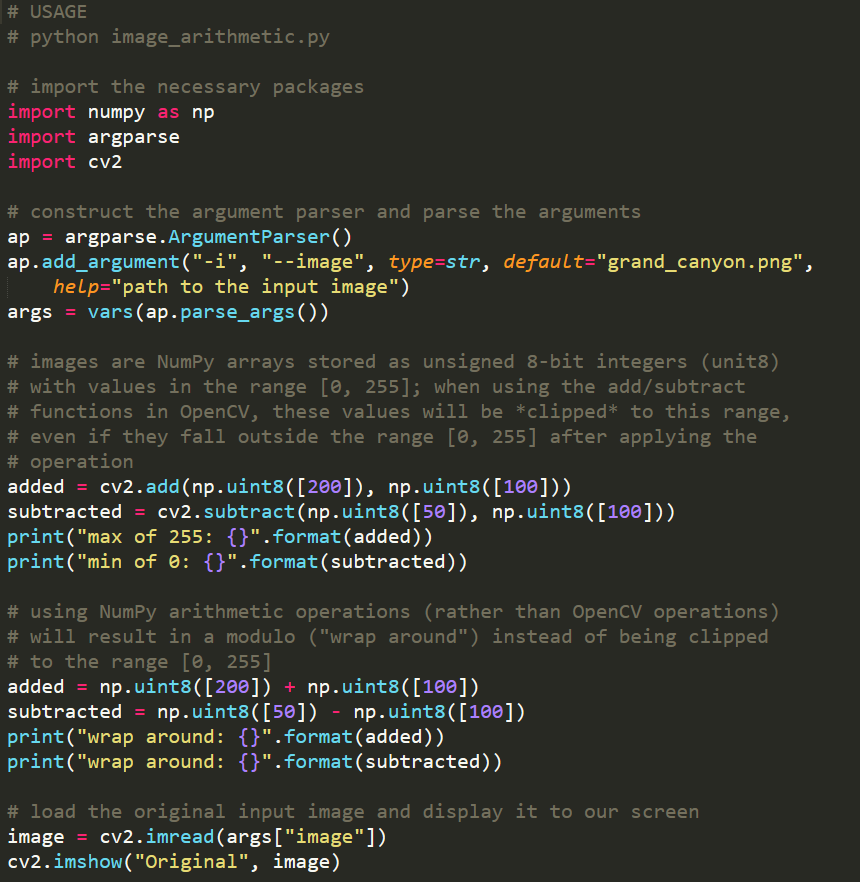 # USAGE
# python image_arithmetic.py

# import the necessary packages
import numpy as np
import argparse
import cv2

# construct the argument parser and parse the arguments
ap = argparse.ArgumentParser()
ap.add_argument("-i", "--image", type=str, default="grand_canyon.png",
    help="path to the input image")
args = vars(ap.parse_args())

# images are NumPy arrays stored as unsigned 8-bit integers (unit8)
# with values in the range [0, 255]; when using the add/subtract
# functions in OpenCV, these values will be *clipped* to this range,
# even if they fall outside the range [0, 255] after applying the
# operation
added = cv2.add(np.uint8([200]), np.uint8([100]))
subtracted = cv2.subtract(np.uint8([50]), np.uint8([100]))
print("max of 255: {}".format(added))
print("min of 0: {}".format(subtracted))

# using NumPy arithmetic operations (rather than OpenCV operations)
# will result in a modulo ("wrap around") instead of being clipped
# to the range [0, 255]
added = np.uint8([200]) + np.uint8([100])
subtracted = np.uint8([50]) - np.uint8([100])
print("wrap around: {}".format(added))
print("wrap around: {}".format(subtracted))

# load the original input image and display it to our screen
image = cv2.imread(args["image"])
cv2.imshow("Original", image)